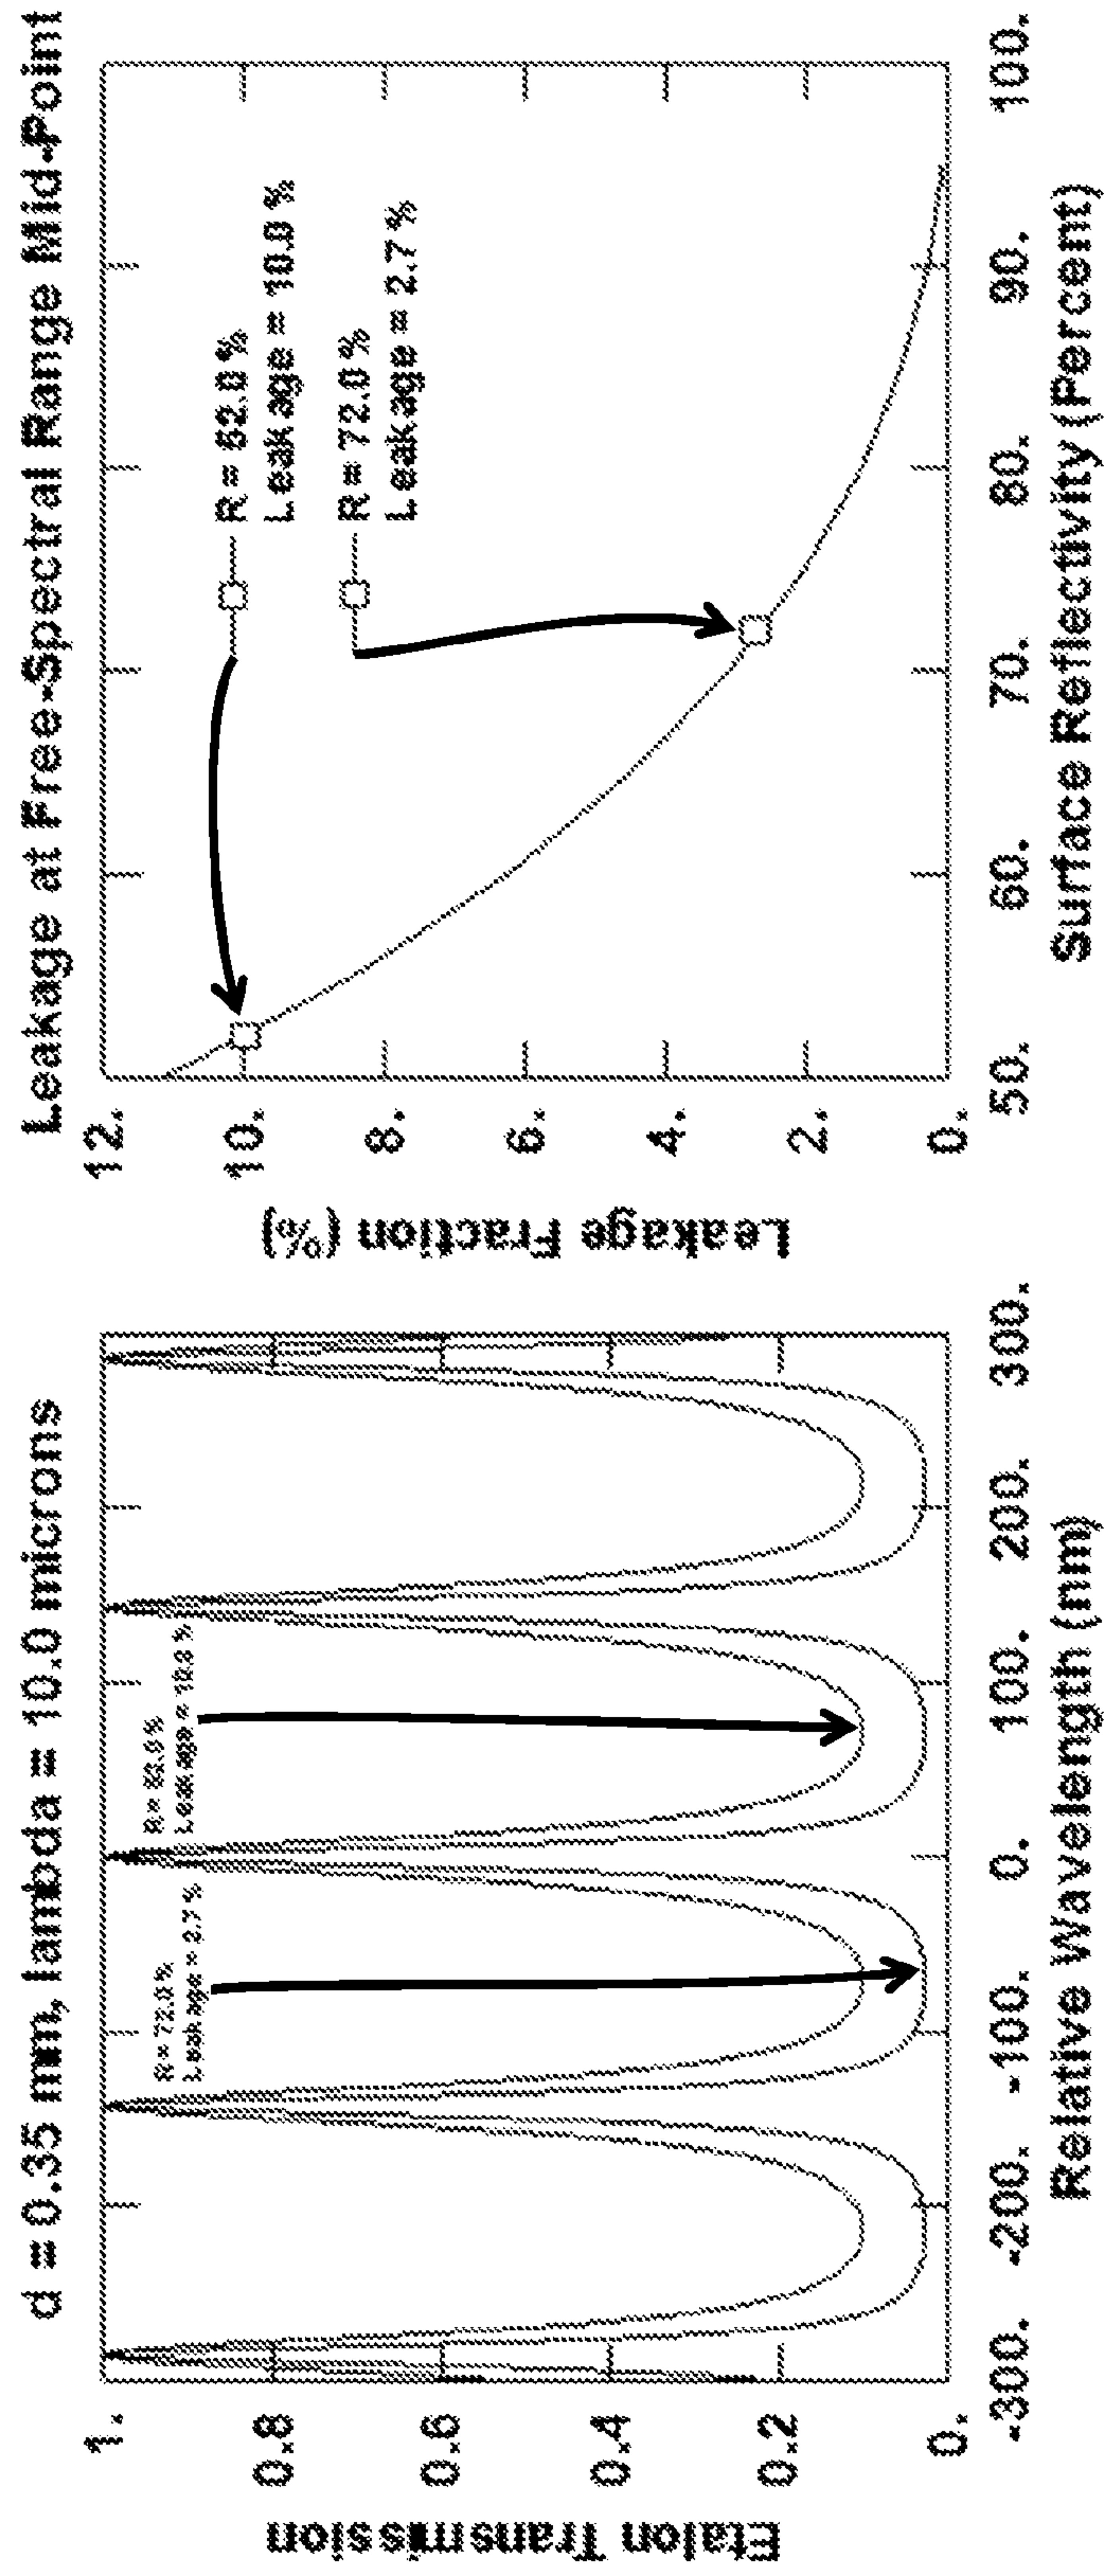 d = 0.35 mm, lambda = 10.0 microns
Etalon Transmission
1.
0.8
0.6
0.4
0.2
0.
R = 72.0 %
Leakage = 2.7 %
R = 52.0 %
Leakage = 10.0 %
-300.
-200.
-100.
0.
100.
200.
300.
Relative Wavelength (nm)
Leakage at Free-Spectral Range Mid-Point
Leakage Fraction (%)
12.
10.
8.
6.
4.
2.
0.
R = 52.0 %
Leakage = 10.0 %
R = 72.0 %
Leakage = 2.7 %
50.
60.
70.
80.
90.
100.
Surface Reflectivity (Percent)